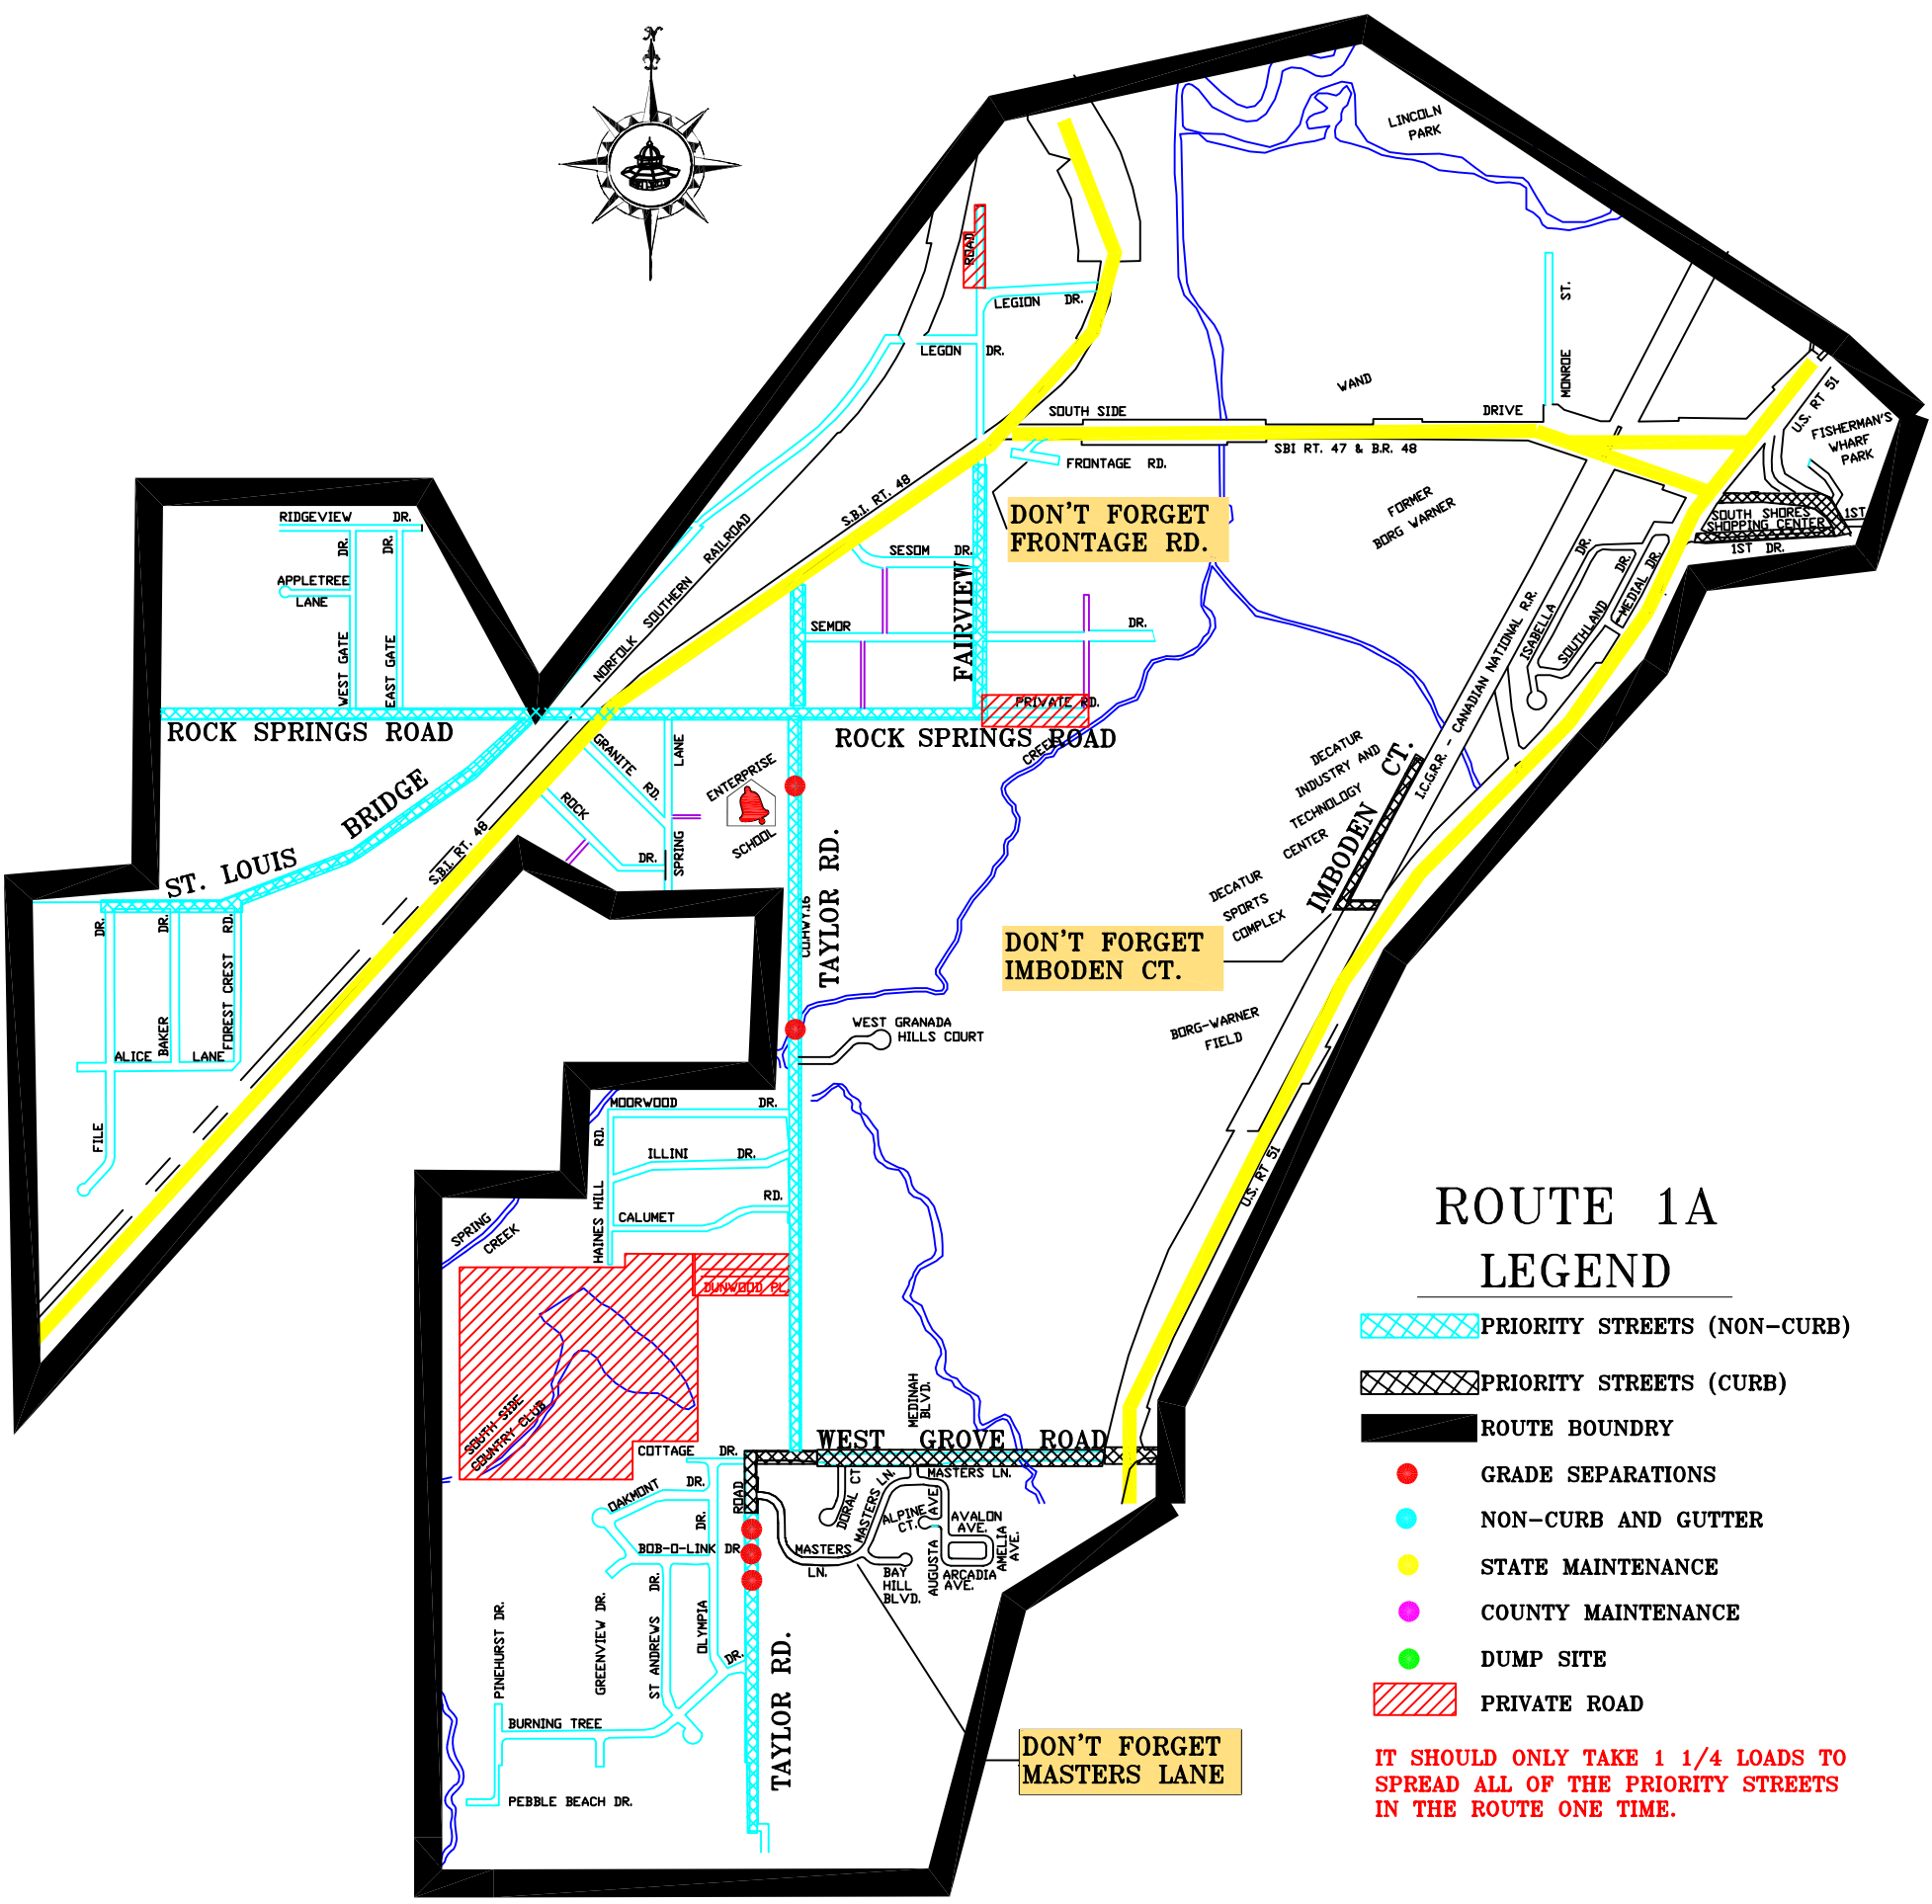 N
LINCOLN
PARK
ROAD
LEGION DR.
LEGON DR.
MONROE ST.
WAND
SOUTH SIDE DRIVE
SBI RT. 47 & B.R. 48
U.S. RT 51
FISHERMAN'S
WHARF
PARK
FRONTAGE RD.
S.B.I. RT. 48
FORMER
BORG WARNER
SOUTH SHORES
SHOPPING CENTER
1ST
1ST DR.
DON'T FORGET
FRONTAGE RD.
RIDGEVIEW DR.
DR.
DR.
APPLETREE
LANE
WEST GATE
EAST GATE
NORFOLK SOUTHERN RAILROAD
SESOM DR.
FAIRVIEW
SEMOR DR.
PRIVATE RD.
ISABELLA DR.
SOUTHLAND DR.
MEDIAL DR.
I.C.G.R.R. - CANADIAN NATIONAL R.R.
ROCK SPRINGS ROAD
ROCK SPRINGS ROAD
CREEK
GRANITE RD.
SPRING LANE
ROCK DR.
ENTERPRISE
SCHOOL
DECATUR
INDUSTRY AND
TECHNOLOGY
CENTER
IMBODEN CT.
DECATUR
SPORTS
COMPLEX
ST. LOUIS BRIDGE
S.B.I. RT. 48
CO.HWY.16
TAYLOR RD.
DON'T FORGET
IMBODEN CT.
FILE DR.
BAKER DR.
FOREST CREST RD.
ALICE LANE
WEST GRANADA
HILLS COURT
BORG-WARNER
FIELD
U.S. RT 51
MOORWOOD DR.
HAINES HILL RD.
ILLINI DR.
CALUMET RD.
SPRING
CREEK
DUNWOOD PL
SOUTH SIDE
COUNTRY CLUB
MEDINAH
BLVD.
WEST GROVE ROAD
COTTAGE DR.
ROAD
MASTERS LN.
DORAL CT
MASTERS LN.
OAKMONT DR.
ALPINE
CT.
AUGUSTA AVE.
AVALON
AVE.
AMELIA
AVE.
ARCADIA
AVE.
BOB-O-LINK DR
MASTERS
LN.
BAY
HILL
BLVD.
PINEHURST DR.
GREENVIEW DR.
ST ANDREWS DR.
OLYMPIA DR.
DR.
BURNING TREE
PEBBLE BEACH DR.
TAYLOR RD.
DON'T FORGET
MASTERS LANE
ROUTE 1A
LEGEND
PRIORITY STREETS (NON-CURB)
PRIORITY STREETS (CURB)
ROUTE BOUNDRY
GRADE SEPARATIONS
NON-CURB AND GUTTER
STATE MAINTENANCE
COUNTY MAINTENANCE
DUMP SITE
PRIVATE ROAD
IT SHOULD ONLY TAKE 1 1/4 LOADS TO
SPREAD ALL OF THE PRIORITY STREETS
IN THE ROUTE ONE TIME.